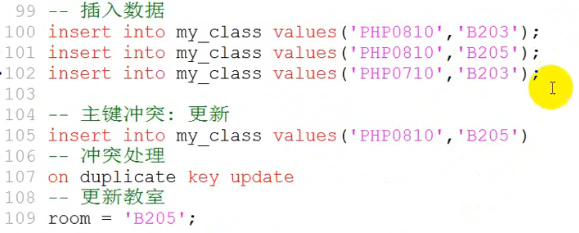 99 -- 插入数据
100 insert into my_class values('PHP0810','B203');
101 insert into my_class values('PHP0810','B205');
102 insert into my_class values('PHP0710','B203');
103
104 -- 主键冲突: 更新
105 insert into my_class values('PHP0810','B205')
106 -- 冲突处理
107 on duplicate key update
108 -- 更新教室
109 room = 'B205';